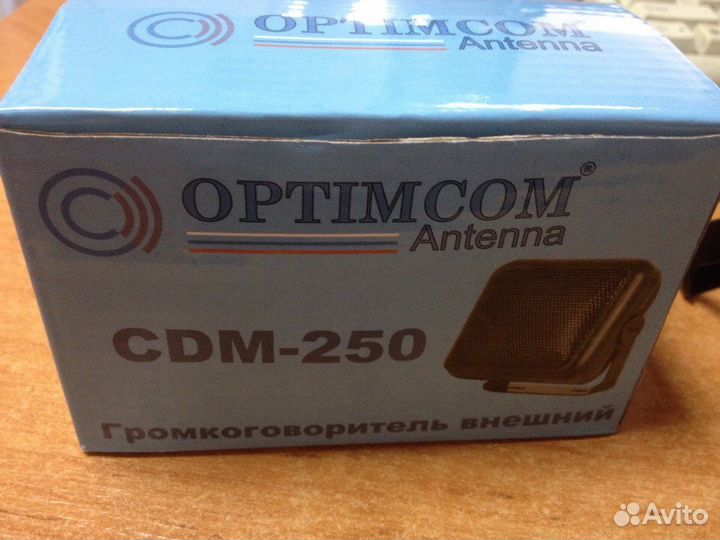 OPTIMCOM
Antenna
OPTIMCOM®
Antenna
CDM-250
Громкоговоритель внешний
Avito